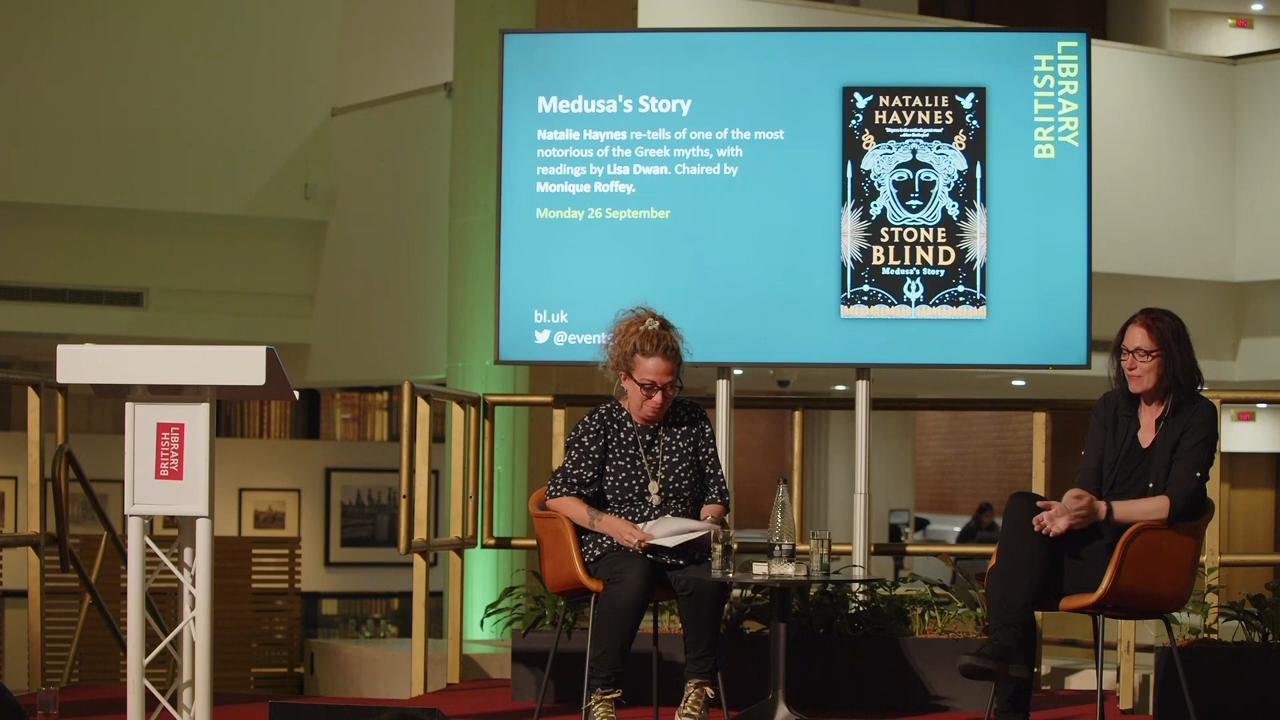 Medusa's Story
Natalie Haynes re-tells of one of the most
notorious of the Greek myths, with
readings by Lisa Dwan. Chaired by
Monique Roffey.
Monday 26 September
bl.uk
@event
NATALIE
HAYNES
STONE
BLIND
Medusa's Story
LIBRARY
BRITISH
LIBRARY
BRITISH